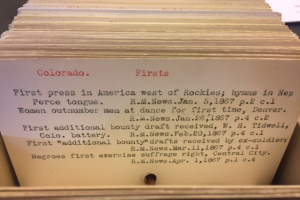 Colorado. Firsts
First press in America west of Rockies; hymns in Nez
Perce tongue. R.M.News.Jan. 5,1867 p.2 c.1
Women outnumber men at dance for first time, Denver.
R.M.News.Jan.26,1867 p.4 c.2
First additional bounty draft received, W. H. Tidwell,
Colo. battery. R.M.News.Feb.20,1867 p.4 c.1
First "additional bounty"drafts received by ex-soldiers
R.M.News.Mar.11,1867 p.4 c.1
Negroes first exercise suffrage right, Central City.
R.M.News.Apr. 3,1867 p.1 c.4